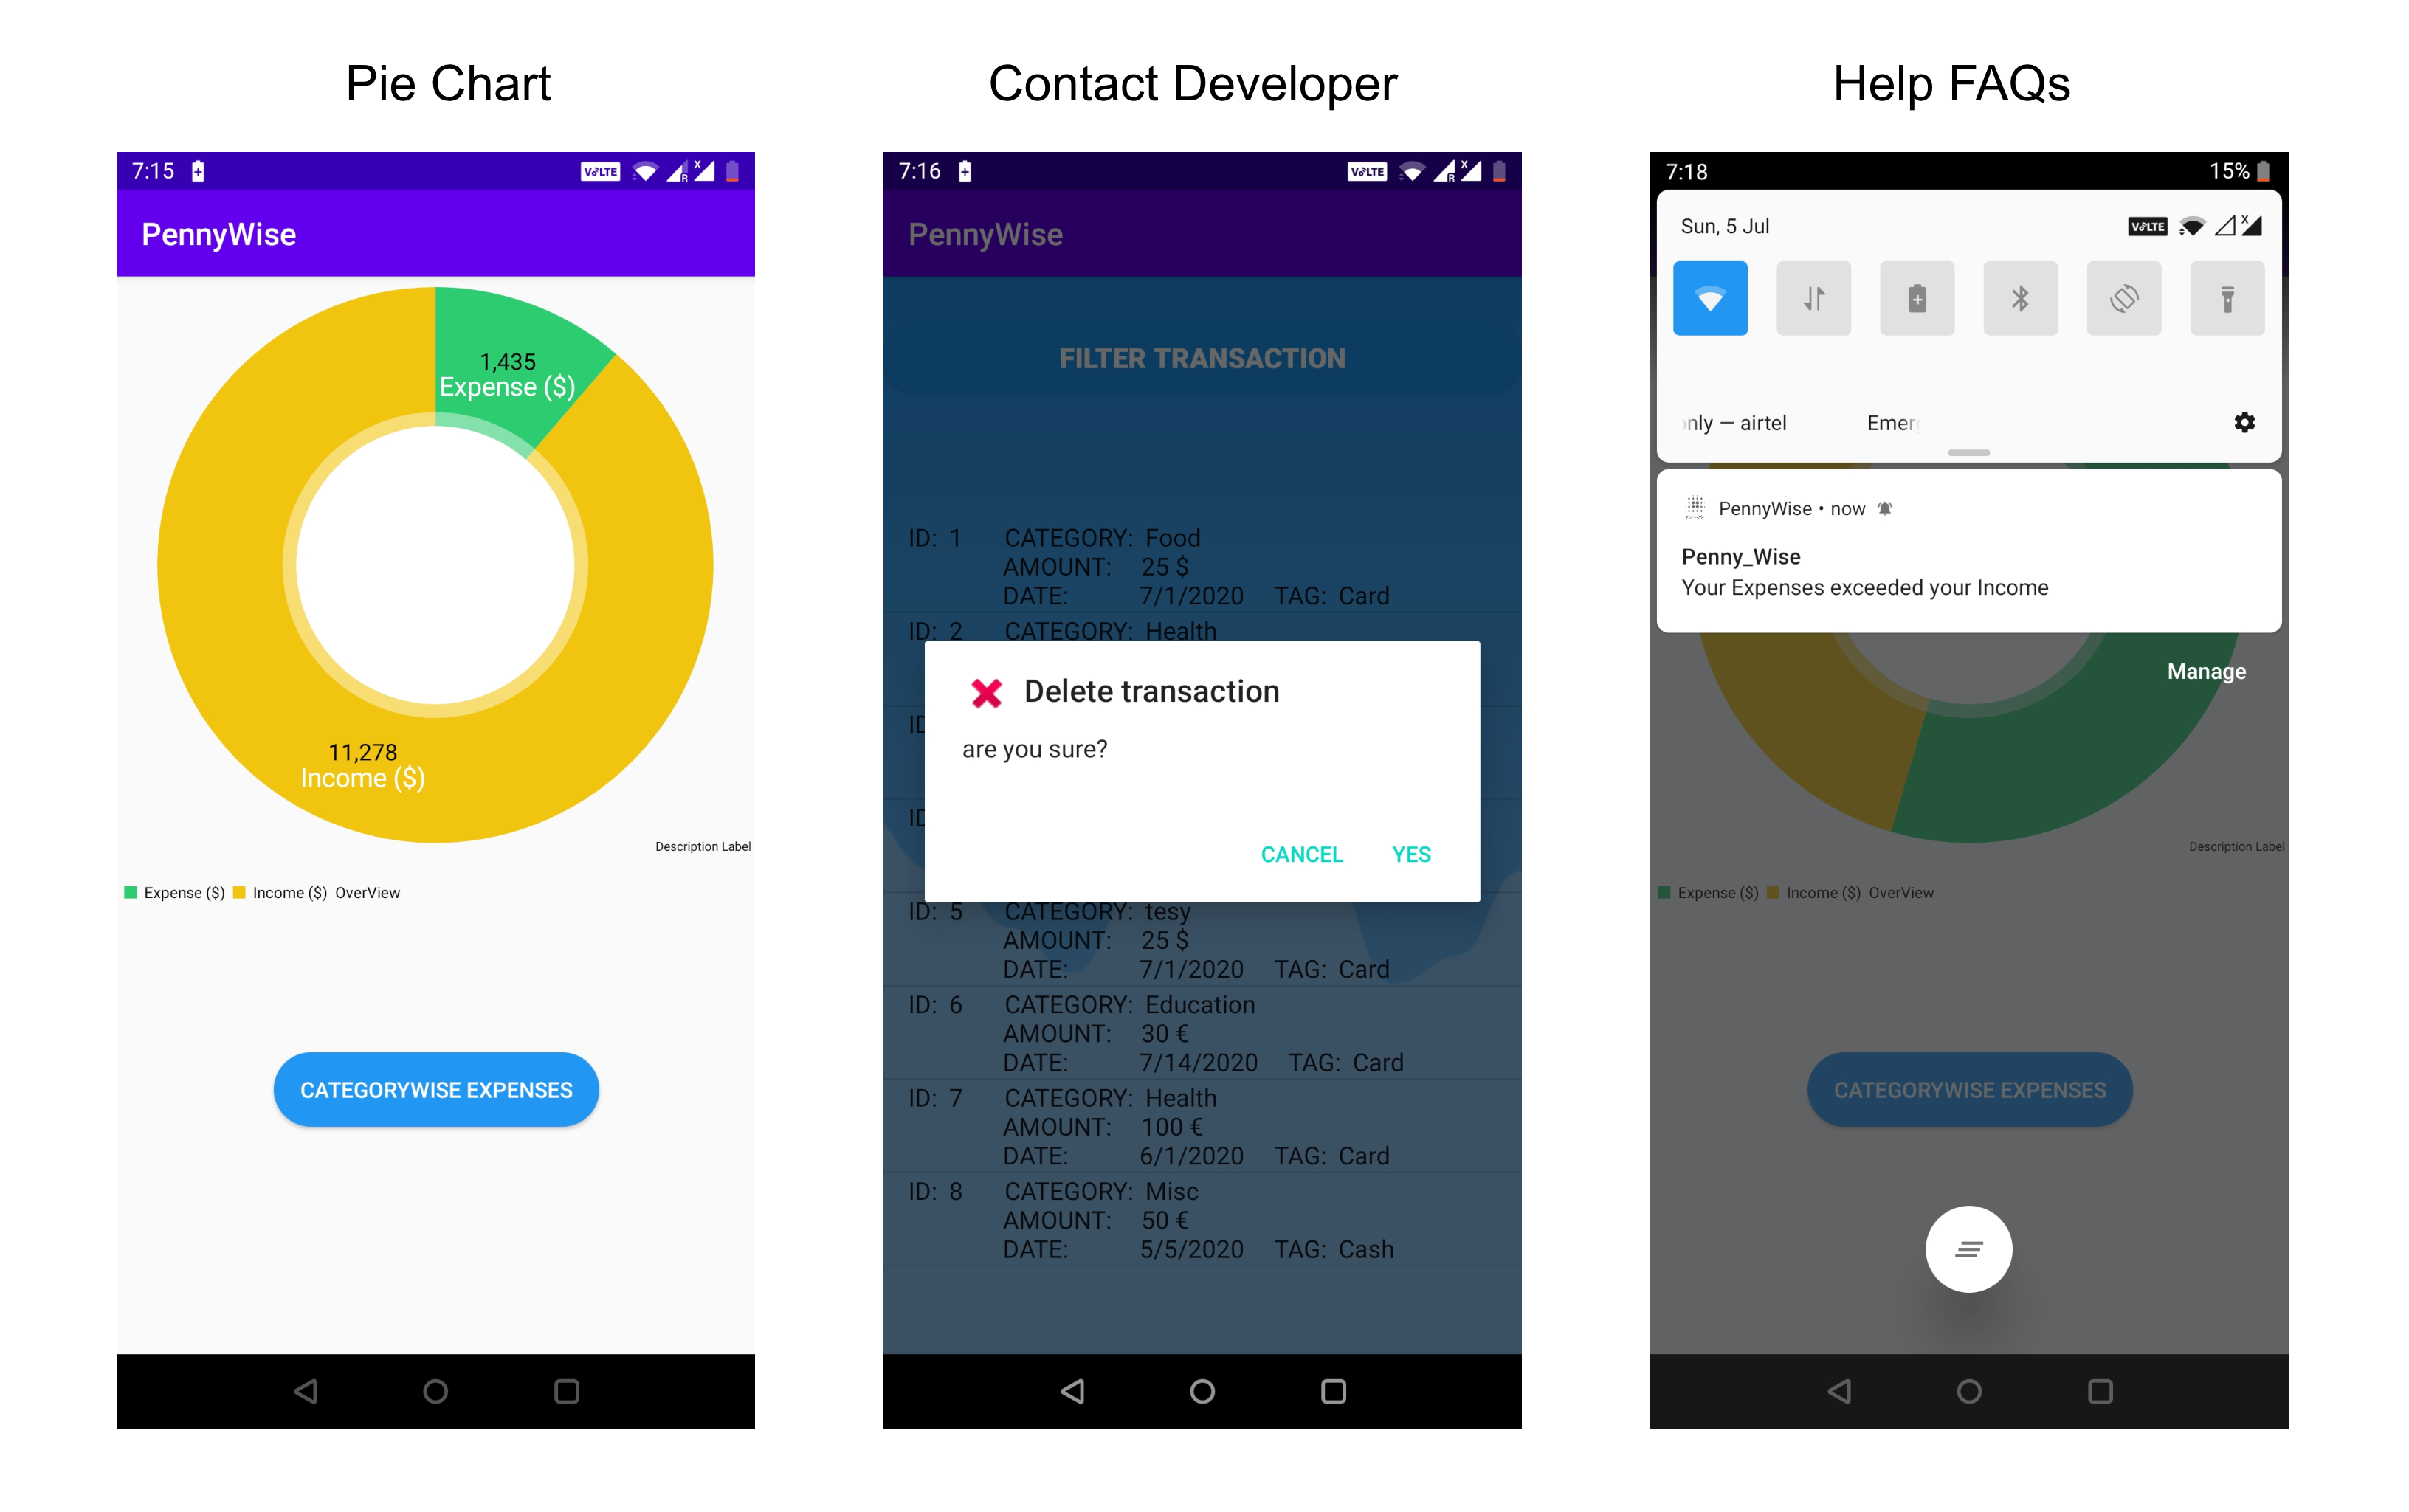 Pie Chart
7:15
VoLTE
R
X
PennyWise
1,435
Expense ($)
11,278
Income ($)
Description Label
Expense ($) Income ($) OverView
CATEGORYWISE EXPENSES
Contact Developer
7:16
VoLTE
R
X
PennyWise
FILTER TRANSACTION
ID: 1 CATEGORY: Food
AMOUNT: 25 $
DATE: 7/1/2020 TAG: Card
ID: 2 CATEGORY: Health
ID
ID
Delete transaction
are you sure?
CANCEL YES
ID: 5 CATEGORY: tesy
AMOUNT: 25 $
DATE: 7/1/2020 TAG: Card
ID: 6 CATEGORY: Education
AMOUNT: 30 €
DATE: 7/14/2020 TAG: Card
ID: 7 CATEGORY: Health
AMOUNT: 100 €
DATE: 6/1/2020 TAG: Card
ID: 8 CATEGORY: Misc
AMOUNT: 50 €
DATE: 5/5/2020 TAG: Cash
Help FAQs
7:18 15%
Sun, 5 Jul VoLTE X
nly — airtel Emer
PennyWise • now
Penny_Wise
Your Expenses exceeded your Income
Manage
Description Label
Expense ($) Income ($) OverView
CATEGORYWISE EXPENSES